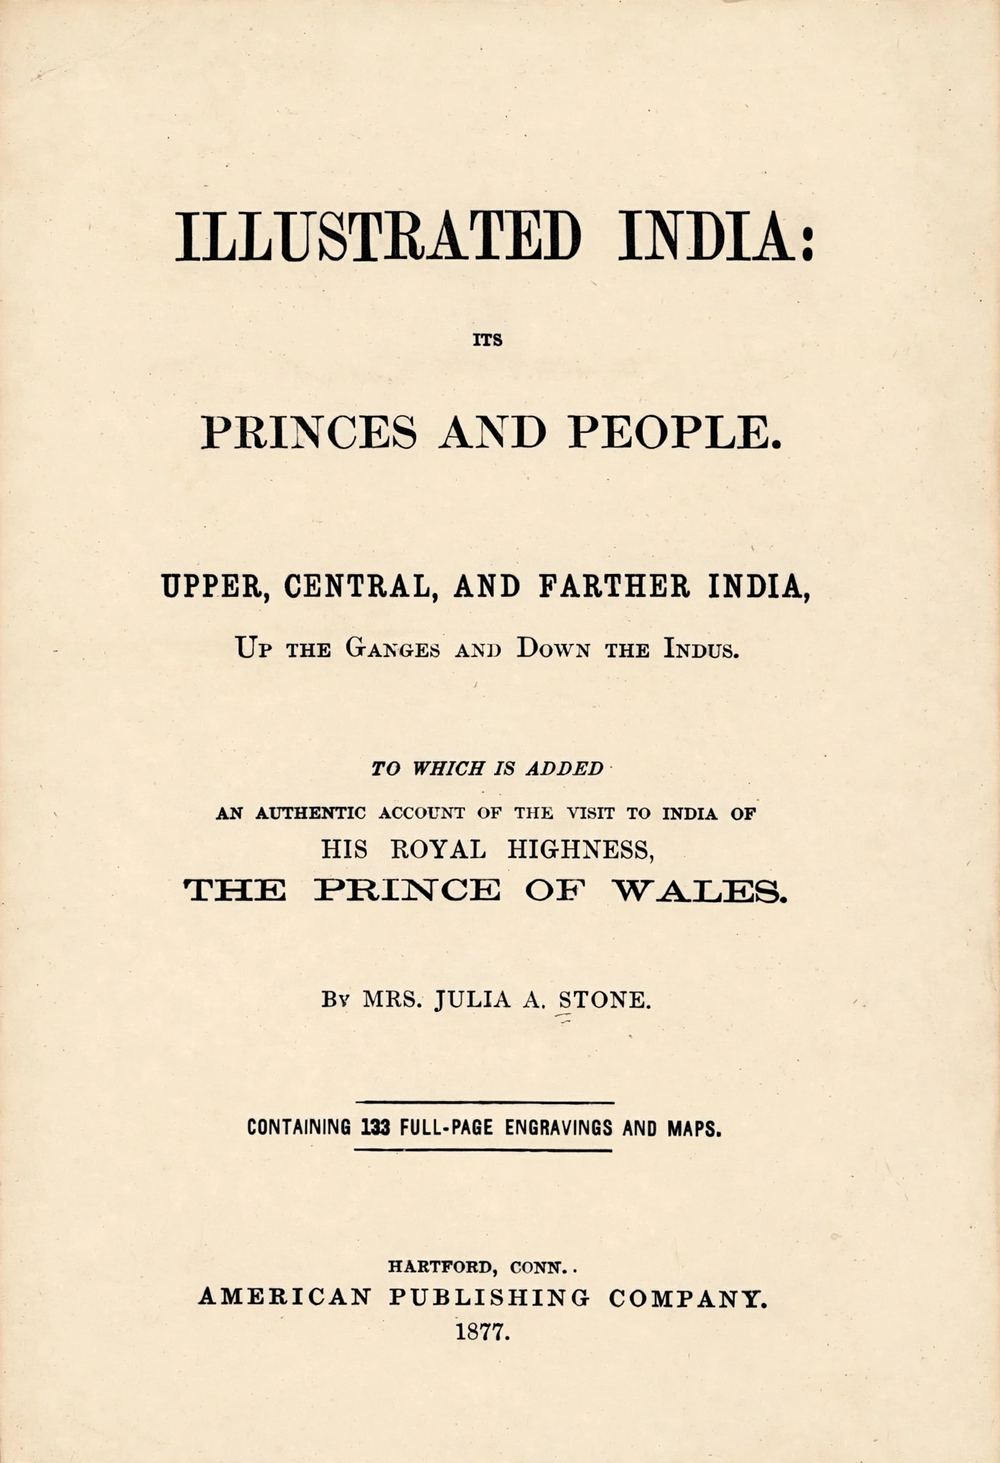 ILLUSTRATED INDIA:
ITS
PRINCES AND PEOPLE.
UPPER, CENTRAL, AND FARTHER INDIA,
UP THE GANGES AND DOWN THE INDUS.
TO WHICH IS ADDED
AN AUTHENTIC ACCOUNT OF THE VISIT TO INDIA OF
HIS ROYAL HIGHNESS,
THE PRINCE OF WALES.
By MRS. JULIA A. STONE.
CONTAINING 133 FULL-PAGE ENGRAVINGS AND MAPS.
HARTFORD, CONN..
AMERICAN PUBLISHING COMPANY.
1877.